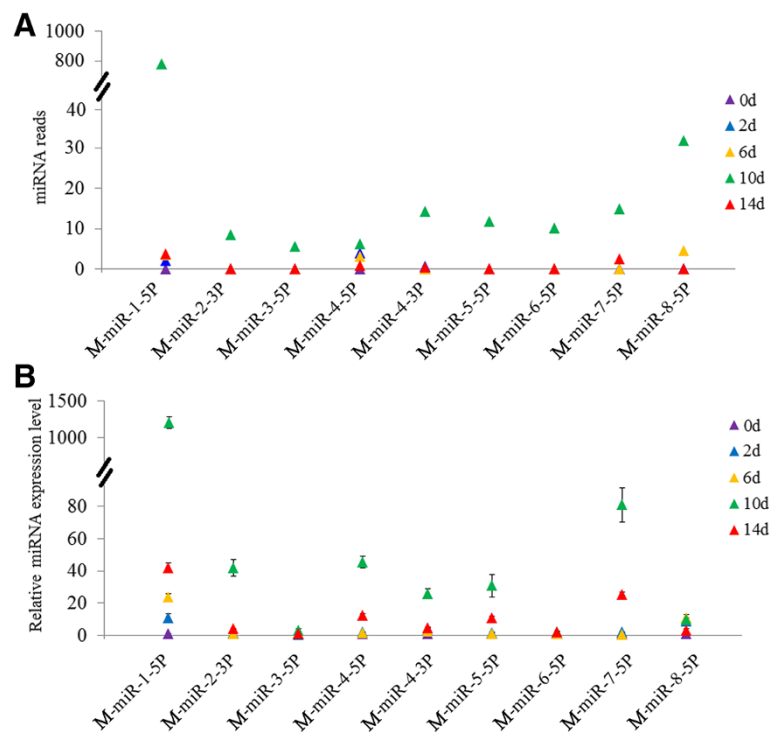 A
1000
800
40
30
20
10
0
miRNA reads
0d
2d
6d
10d
14d
M-miR-1-5P
M-miR-2-3P
M-miR-3-5P
M-miR-4-5P
M-miR-4-3P
M-miR-5-5P
M-miR-6-5P
M-miR-7-5P
M-miR-8-5P
B
1500
1000
80
60
40
20
0
Relative miRNA expression level
0d
2d
6d
10d
14d
M-miR-1-5P
M-miR-2-3P
M-miR-3-5P
M-miR-4-5P
M-miR-4-3P
M-miR-5-5P
M-miR-6-5P
M-miR-7-5P
M-miR-8-5P